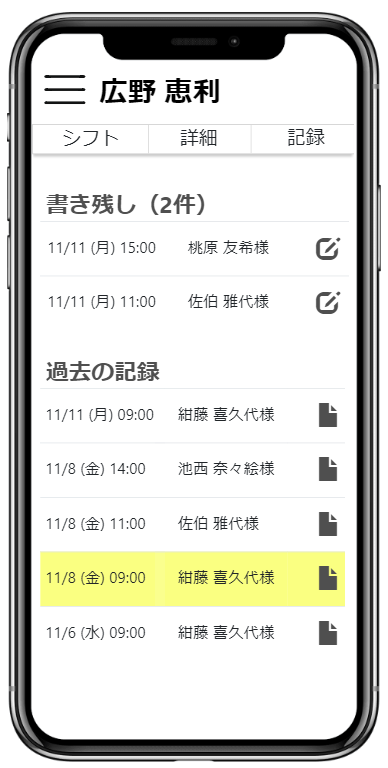 広野 恵利
シフト 詳細 記録
書き残し（2件）
11/11 (月) 15:00 桃原 友希様
11/11 (月) 11:00 佐伯 雅代様
過去の記録
11/11 (月) 09:00 紺藤 喜久代様
11/8 (金) 14:00 池西 奈々絵様
11/8 (金) 11:00 佐伯 雅代様
11/8 (金) 09:00 紺藤 喜久代様
11/6 (水) 09:00 紺藤 喜久代様